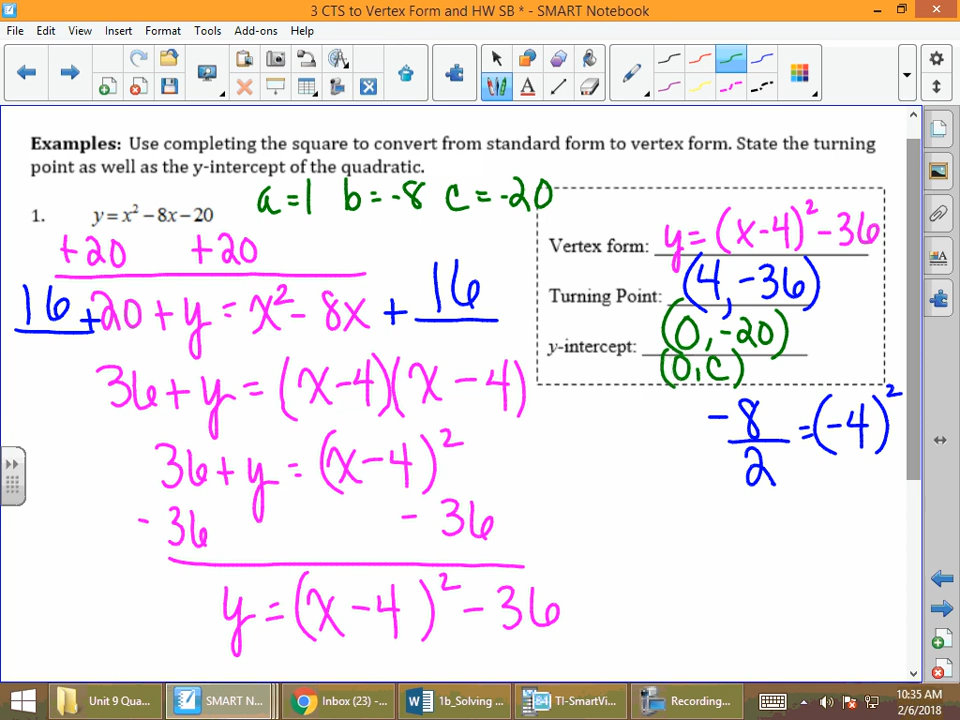 3 CTS to Vertex Form and HW SB * - SMART Notebook
File Edit View Insert Format Tools Add-ons Help
Examples: Use completing the square to convert from standard form to vertex form. State the turning
point as well as the y-intercept of the quadratic.
a=1 b=-8 c=-20
1. y = x² − 8x − 20
+20 +20
16 + 20 + y = x² - 8x + 16
36 + y = (x-4)(x-4)
36 + y = (x-4)²
-36 -36
y = (x-4)² - 36
Vertex form: y = (x-4)² - 36
Turning Point: (4, -36)
y-intercept: (0, -20)
(0, c)
-8/2 = (-4)²
Unit 9 Qua... SMART N... Inbox (23) -... 1b_Solving ... TI-SmartVi... Recording... 10:35 AM
2/6/2018